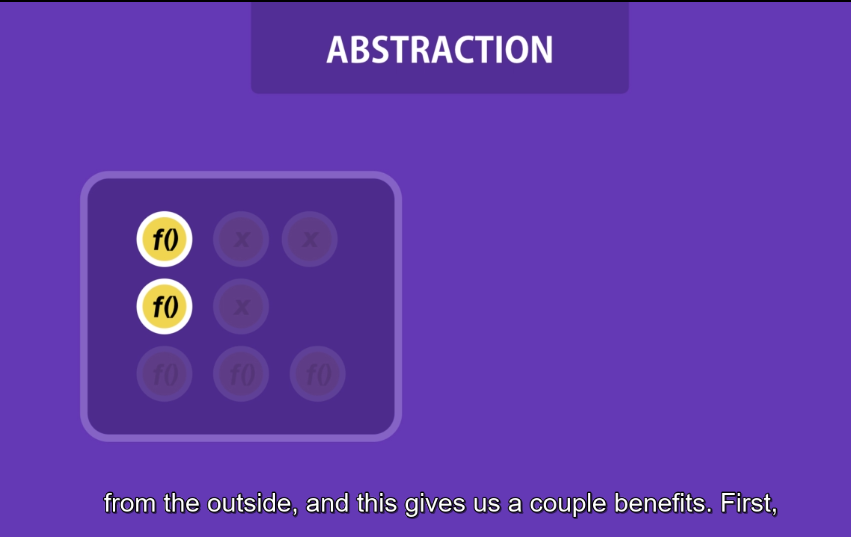 ABSTRACTION
f() x x
f() x
f() f() f()
from the outside, and this gives us a couple benefits. First,